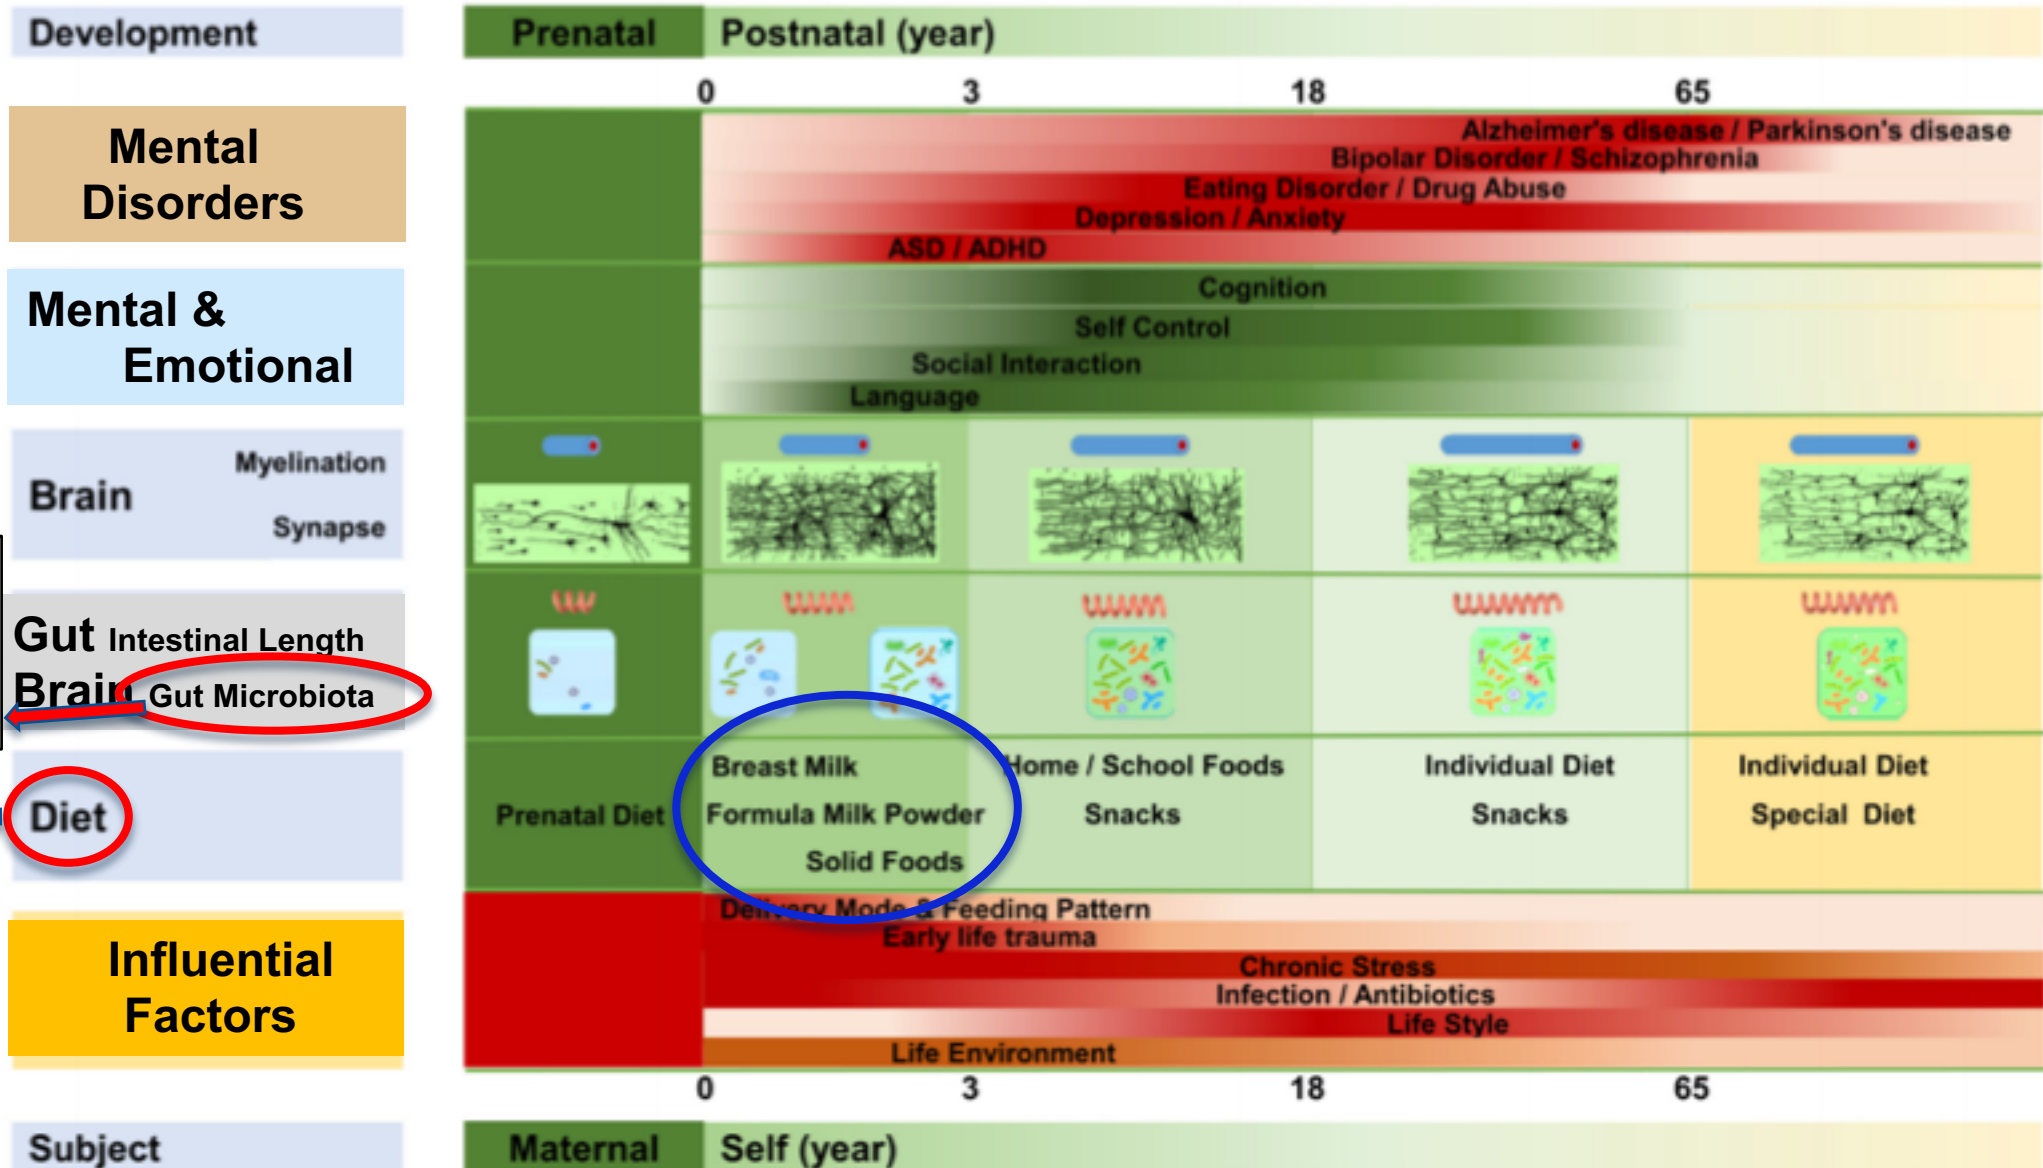 Development
Prenatal
Postnatal (year)
0
3
18
65
Mental
Disorders
Alzheimer's disease / Parkinson's disease
Bipolar Disorder / Schizophrenia
Eating Disorder / Drug Abuse
Depression / Anxiety
ASD / ADHD
Mental &
Emotional
Cognition
Self Control
Social Interaction
Language
Brain
Myelination
Synapse
Gut Intestinal Length
Brain Gut Microbiota
Diet
Prenatal Diet
Breast Milk
Formula Milk Powder
Solid Foods
Home / School Foods
Snacks
Individual Diet
Snacks
Individual Diet
Special Diet
Influential
Factors
Delivery Mode & Feeding Pattern
Early life trauma
Chronic Stress
Infection / Antibiotics
Life Style
Life Environment
0
3
18
65
Subject
Maternal
Self (year)